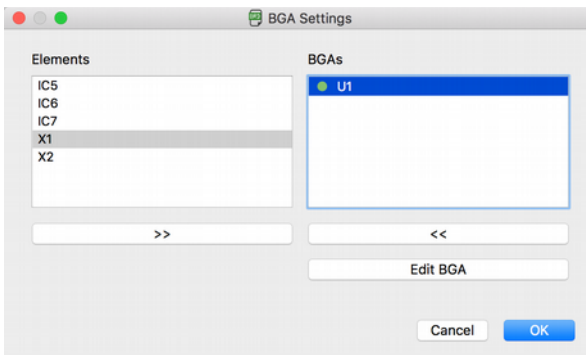 BGA Settings
Elements
IC5
IC6
IC7
X1
X2
>>
BGAs
U1
<<
Edit BGA
Cancel
OK